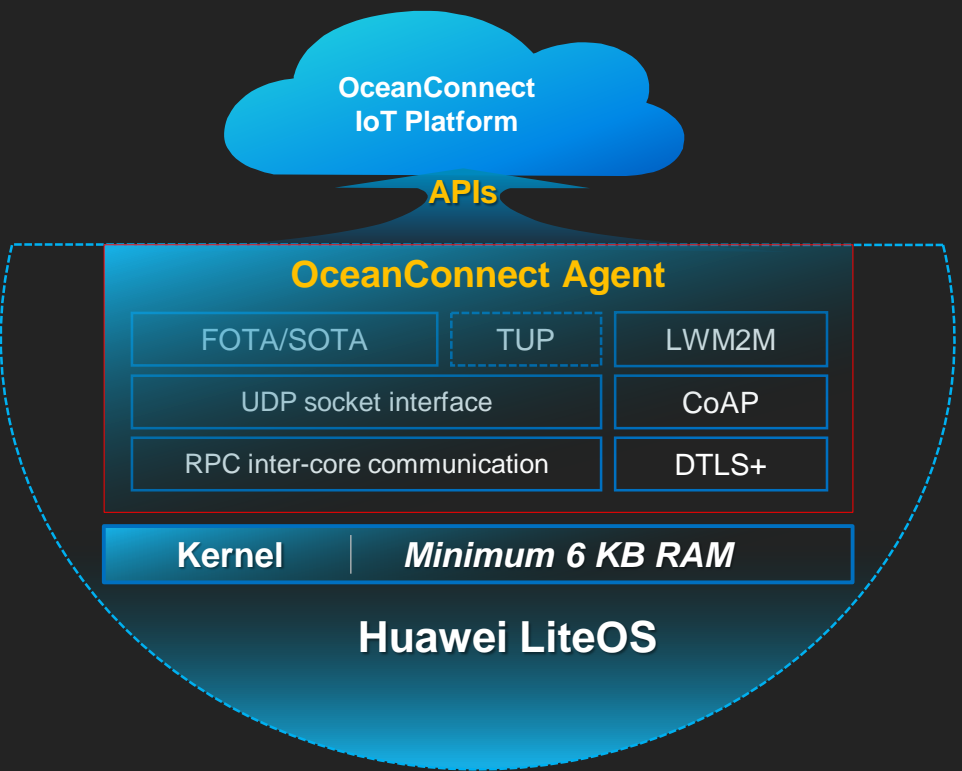 OceanConnect
IoT Platform
APIs
OceanConnect Agent
FOTA/SOTA
TUP
LWM2M
UDP socket interface
CoAP
RPC inter-core communication
DTLS+
Kernel
Minimum 6 KB RAM
Huawei LiteOS